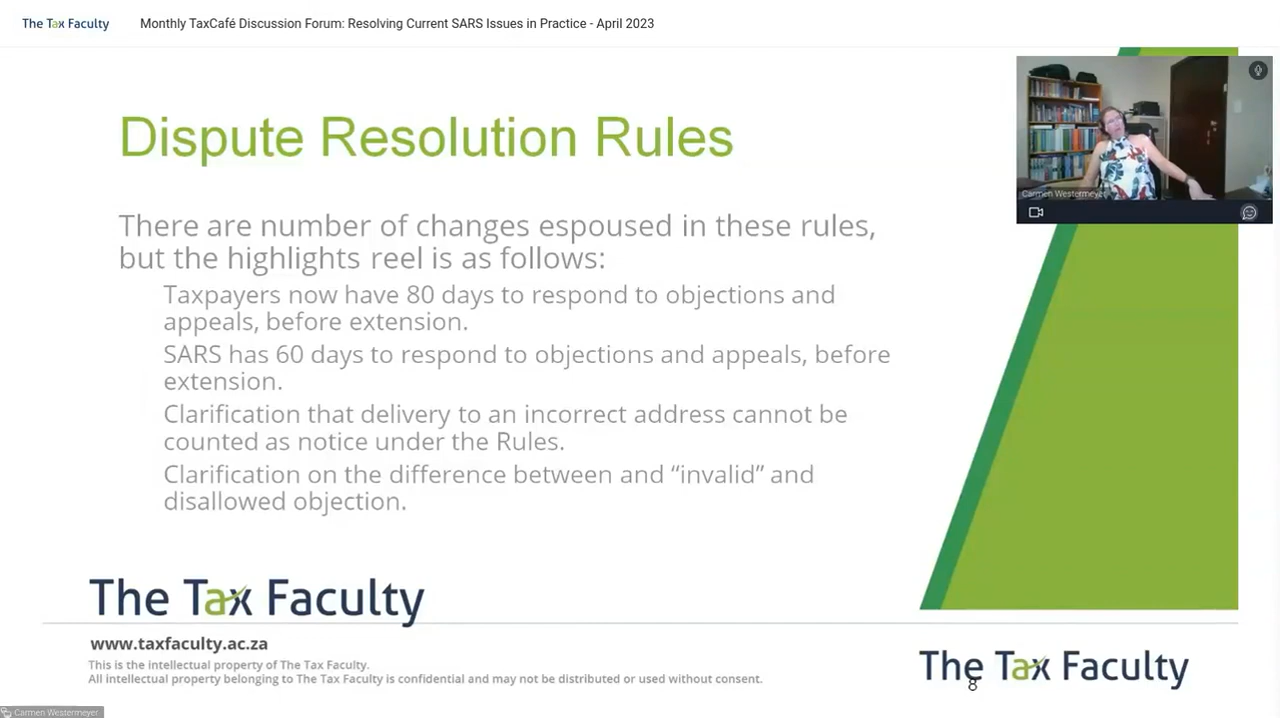 The Tax Faculty
Monthly TaxCafé Discussion Forum: Resolving Current SARS Issues in Practice - April 2023
Carmen Westermeyer
Dispute Resolution Rules
There are number of changes espoused in these rules,
but the highlights reel is as follows:
Taxpayers now have 80 days to respond to objections and
appeals, before extension.
SARS has 60 days to respond to objections and appeals, before
extension.
Clarification that delivery to an incorrect address cannot be
counted as notice under the Rules.
Clarification on the difference between and “invalid” and
disallowed objection.
The Tax Faculty
www.taxfaculty.ac.za
This is the intellectual property of The Tax Faculty.
All intellectual property belonging to The Tax Faculty is confidential and may not be distributed or used without consent.
The Tax Faculty
8
Carmen Westermeyer